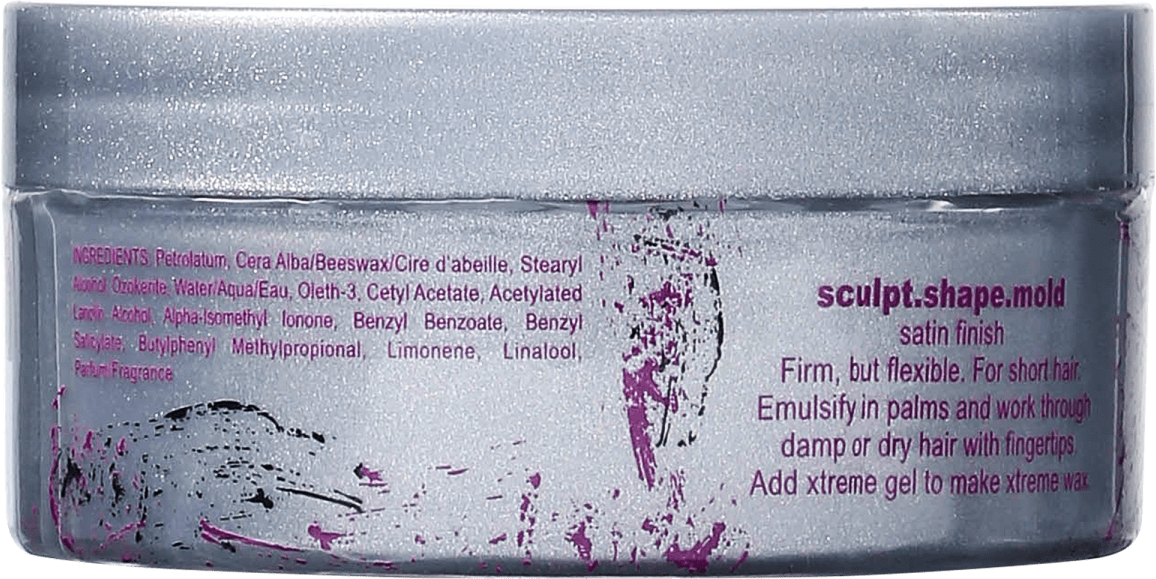 INGREDIENTS: Petrolatum, Cera Alba/Beeswax/Cire d'abeille, Stearyl
Alcohol, Ozokerite, Water/Aqua/Eau, Oleth-3, Cetyl Acetate, Acetylated
Lanolin Alcohol, Alpha-Isomethyl Ionone, Benzyl Benzoate, Benzyl
Salicylate, Butylphenyl Methylpropional, Limonene, Linalool,
Parfum/Fragrance
sculpt.shape.mold
satin finish
Firm, but flexible. For short hair.
Emulsify in palms and work through
damp or dry hair with fingertips.
Add xtreme gel to make xtreme wax.